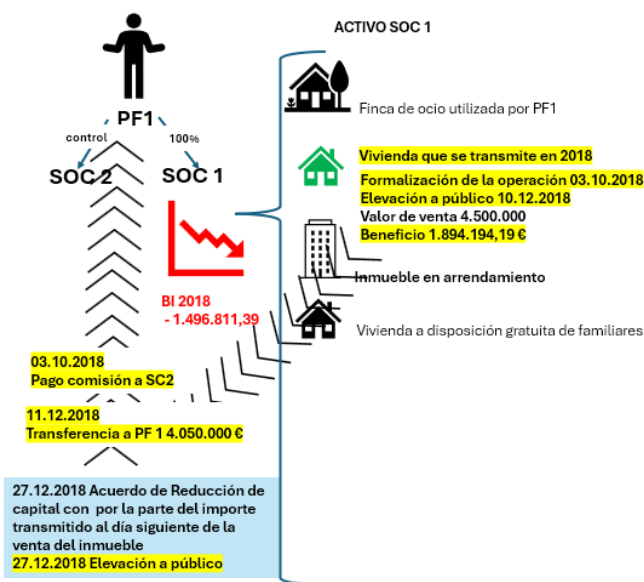 ACTIVO SOC 1
PF1
control
100%
SOC 2
SOC 1
BI 2018
- 1.496.811,39
Finca de ocio utilizada por PF1
Vivienda que se transmite en 2018
Formalización de la operación 03.10.2018
Elevación a público 10.12.2018
Valor de venta 4.500.000
Beneficio 1.894.194,19 €
Inmueble en arrendamiento
Vivienda a disposición gratuita de familiares
03.10.2018
Pago comisión a SC2
11.12.2018
Transferencia a PF 1 4.050.000 €
27.12.2018 Acuerdo de Reducción de
capital con por la parte del importe
transmitido al día siguiente de la
venta del inmueble
27.12.2018 Elevación a público